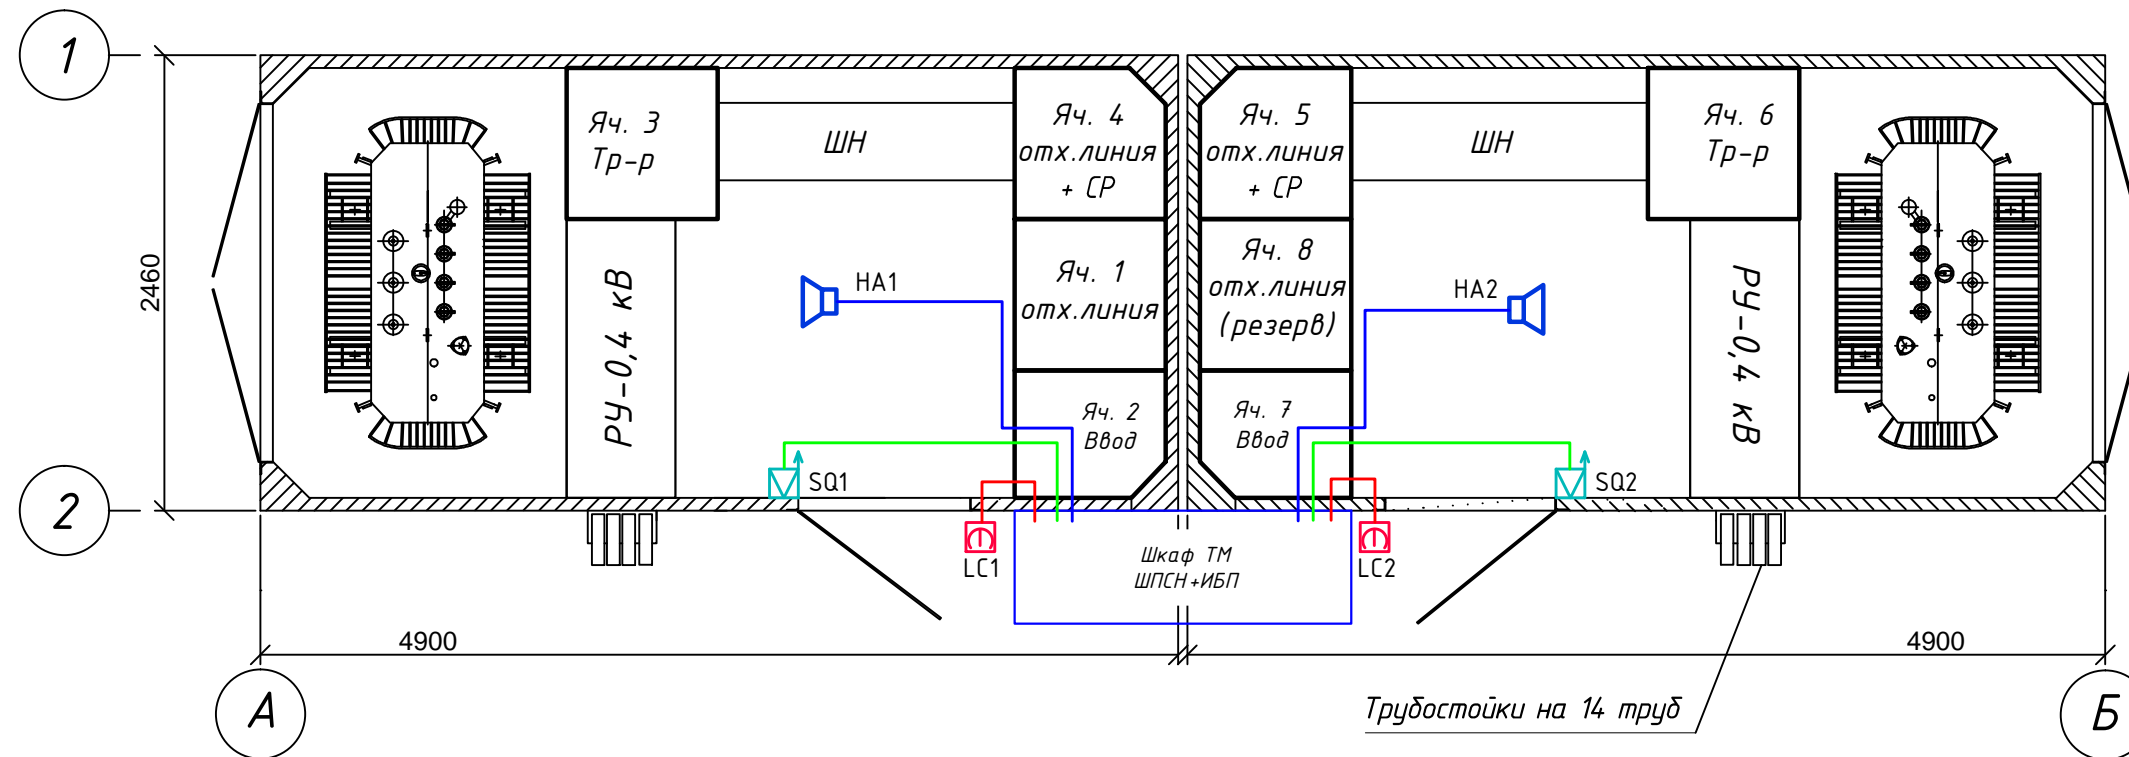 1
Яч. 3
Тр-р
ШН
Яч. 4
отх.линия
+ СР
Яч. 5
отх.линия
+ СР
ШН
Яч. 6
Тр-р
2460
РУ-0,4 кВ
HA1
Яч. 1
отх.линия
Яч. 8
отх.линия
(резерв)
HA2
РУ-0,4 кВ
Яч. 2
Ввод
Яч. 7
Ввод
SQ1
SQ2
2
LC1
Шкаф ТМ
ШПСН+ИБП
LC2
4900
4900
А
Трубостойки на 14 труб
Б